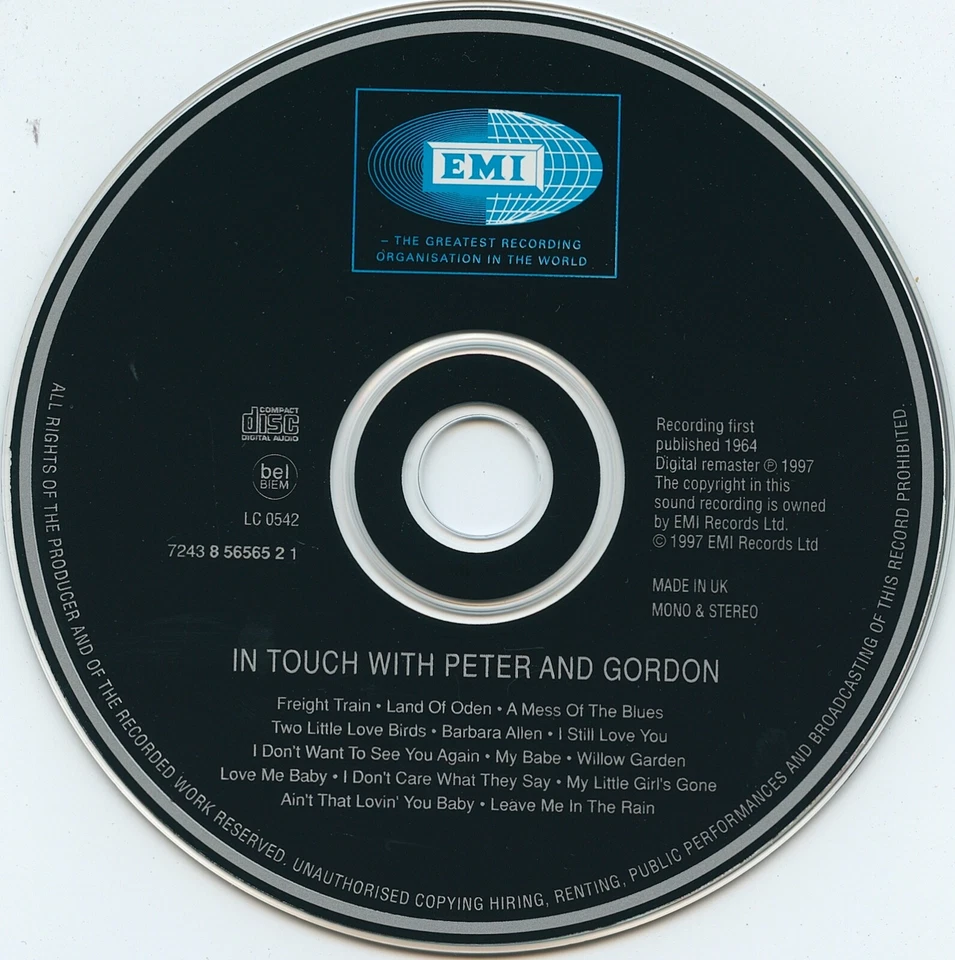 EMI
– THE GREATEST RECORDING
ORGANISATION IN THE WORLD
COMPACT
disc
DIGITAL AUDIO
bel
BIEM
LC 0542
7243 8 56565 2 1
Recording first
published 1964
Digital remaster ℗ 1997
The copyright in this
sound recording is owned
by EMI Records Ltd.
© 1997 EMI Records Ltd
MADE IN UK
MONO & STEREO
IN TOUCH WITH PETER AND GORDON
Freight Train • Land Of Oden • A Mess Of The Blues
Two Little Love Birds • Barbara Allen • I Still Love You
I Don't Want To See You Again • My Babe • Willow Garden
Love Me Baby • I Don't Care What They Say • My Little Girl's Gone
Ain't That Lovin' You Baby • Leave Me In The Rain
ALL RIGHTS OF THE PRODUCER AND OF THE RECORDED WORK RESERVED. UNAUTHORISED COPYING HIRING, RENTING, PUBLIC PERFORMANCES AND BROADCASTING OF THIS RECORD PROHIBITED.